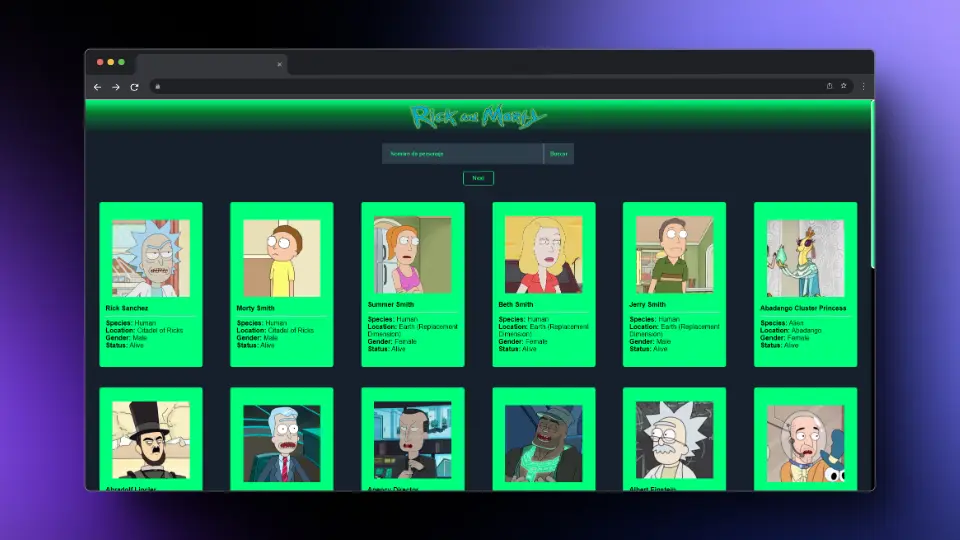 Rick and Morty
Nombre de personaje
Buscar
Next
Rick Sanchez
Species: Human
Location: Citadel of Ricks
Gender: Male
Status: Alive
Morty Smith
Species: Human
Location: Citadel of Ricks
Gender: Male
Status: Alive
Summer Smith
Species: Human
Location: Earth (Replacement
Dimension)
Gender: Female
Status: Alive
Beth Smith
Species: Human
Location: Earth (Replacement
Dimension)
Gender: Female
Status: Alive
Jerry Smith
Species: Human
Location: Earth (Replacement
Dimension)
Gender: Male
Status: Alive
Abadango Cluster Princess
Species: Alien
Location: Abadango
Gender: Female
Status: Alive
Abradolf Lincler
Agency Director
Albert Einstein